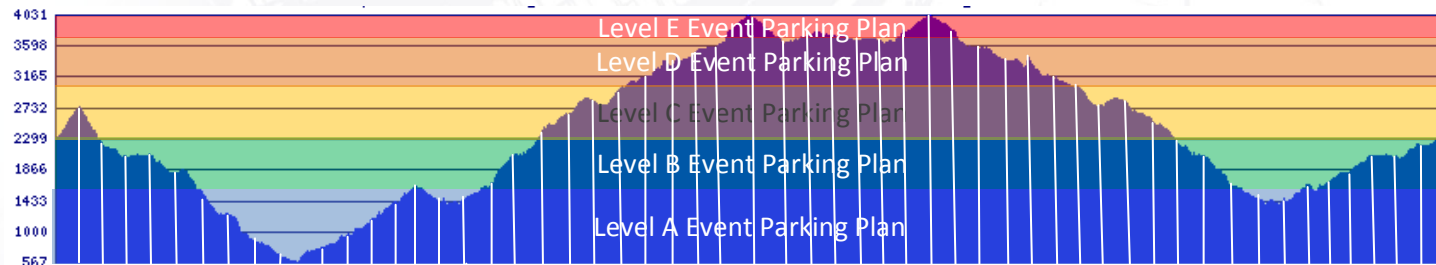 4031
Level E Event Parking Plan
3598
Level D Event Parking Plan
3165
2732
Level C Event Parking Plan
2299
1866
Level B Event Parking Plan
1433
1000
Level A Event Parking Plan
567